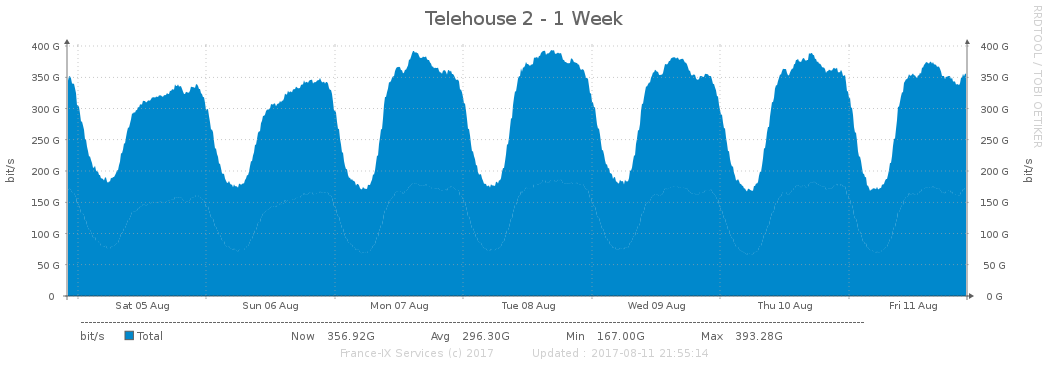 Telehouse 2 - 1 Week
RRDTOOL / TOBI OETIKER
400 G 400 G
350 G 350 G
300 G 300 G
250 G 250 G
200 G 200 G
150 G 150 G
100 G 100 G
50 G 50 G
0 0 G
bit/s bit/s
Sat 05 Aug Sun 06 Aug Mon 07 Aug Tue 08 Aug Wed 09 Aug Thu 10 Aug Fri 11 Aug
bit/s Total Now 356.92G Avg 296.30G Min 167.00G Max 393.28G
France-IX Services (c) 2017 Updated : 2017-08-11 21:55:14